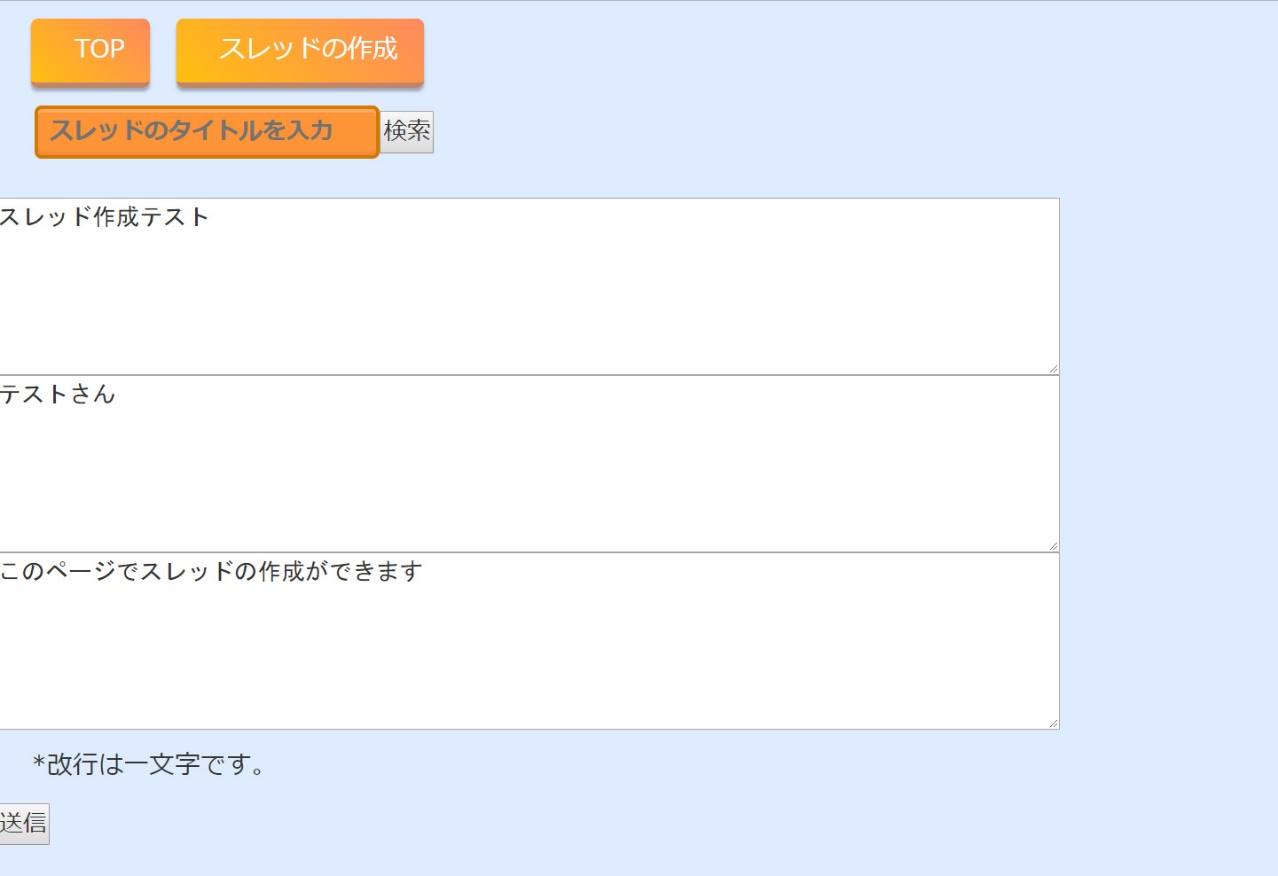 TOP スレッドの作成
スレッドのタイトルを入力 検索
スレッド作成テスト
テストさん
このページでスレッドの作成ができます
*改行は一文字です。
送信